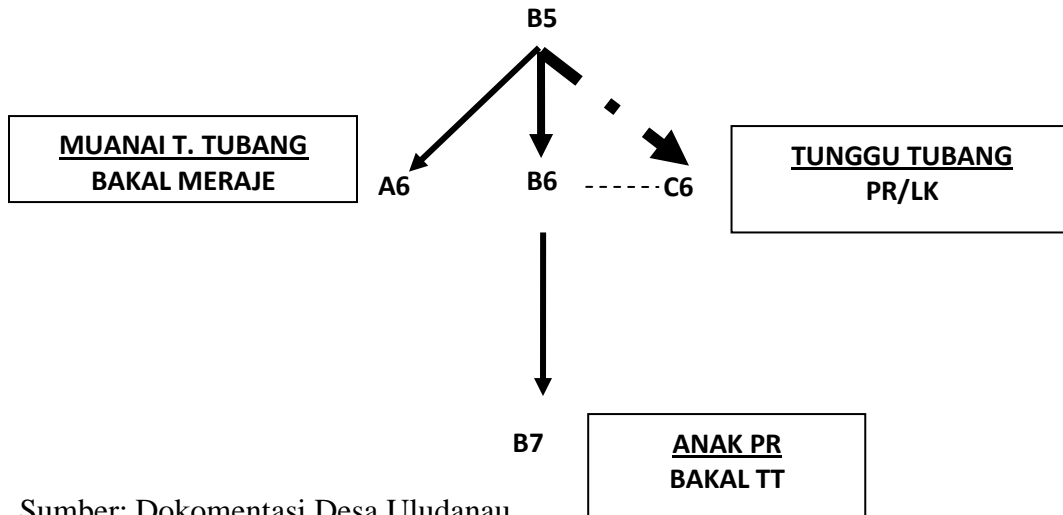 B5
MUANAI T. TUBANG
BAKAL MERAJE
A6
B6
C6
TUNGGU TUBANG
PR/LK
B7
ANAK PR
BAKAL TT
Sumber: Dokomentasi Desa Uludanau